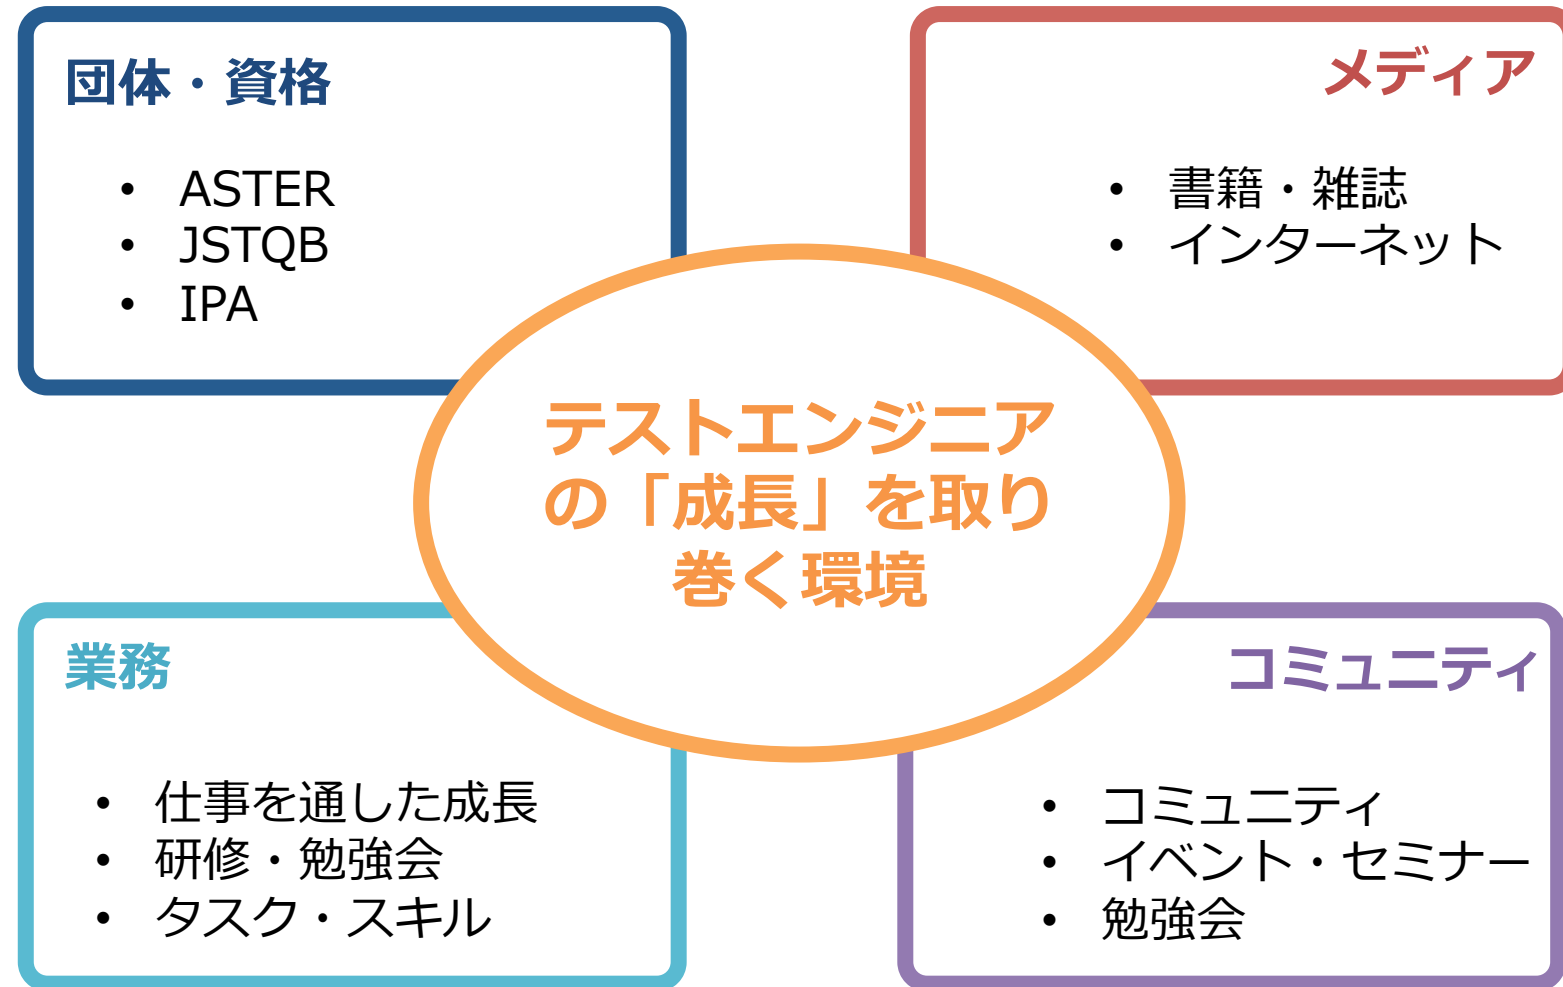 団体・資格
• ASTER
• JSTQB
• IPA
メディア
• 書籍・雑誌
• インターネット
テストエンジニア
の「成長」を取り
巻く環境
業務
• 仕事を通した成長
• 研修・勉強会
• タスク・スキル
コミュニティ
• コミュニティ
• イベント・セミナー
• 勉強会